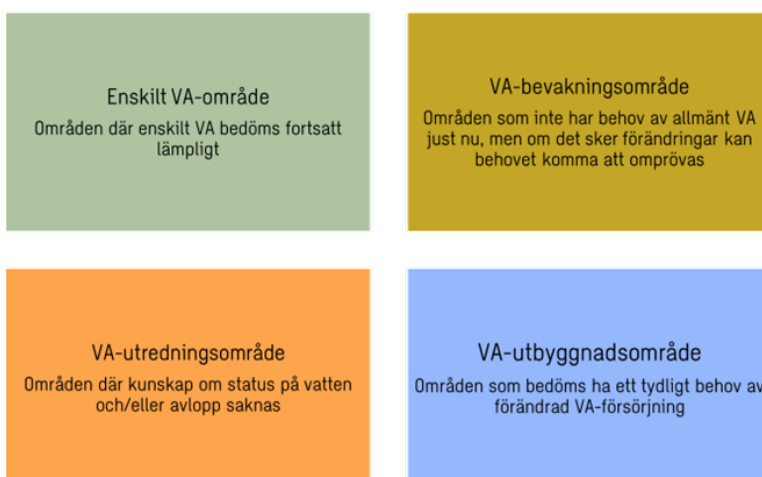 Enskilt VA-område
Områden där enskilt VA bedöms fortsatt
lämpligt
VA-bevakningsområde
Områden som inte har behov av allmänt VA
just nu, men om det sker förändringar kan
behovet komma att omprövas
VA-utredningsområde
Områden där kunskap om status på vatten
och/eller avlopp saknas
VA-utbyggnadsområde
Områden som bedöms ha ett tydligt behov av
förändrad VA-försörjning